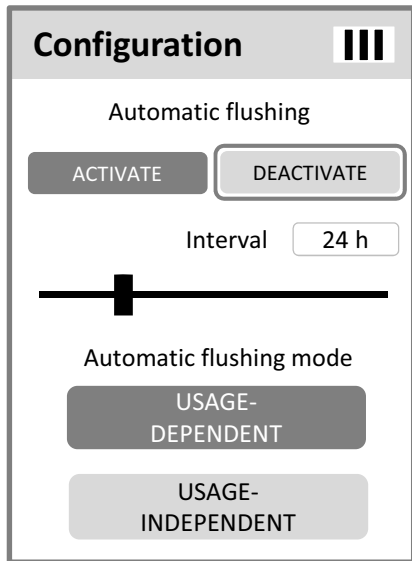 Configuration
Automatic flushing
ACTIVATE DEACTIVATE
Interval 24 h
Automatic flushing mode
USAGE-
DEPENDENT
USAGE-
INDEPENDENT